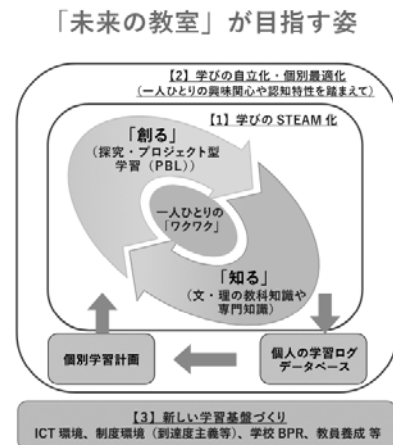 「未来の教室」が目指す姿
【2】学びの自立化・個別最適化
(一人ひとりの興味関心や認知特性を踏まえて)
【1】学びの STEAM 化
「創る」
(探究・プロジェクト型
学習 (PBL))
一人ひとりの
「ワクワク」
「知る」
(文・理の教科知識や
専門知識)
個別学習計画
個人の学習ログ
データベース
【3】新しい学習基盤づくり
ICT 環境、制度環境(到達度主義等)、学校 BPR、教員養成 等